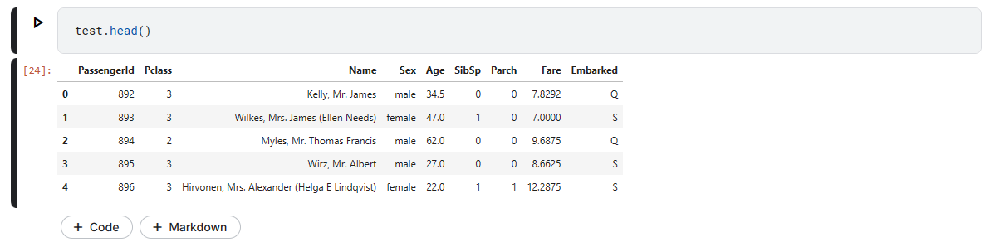 test.head()
[24]:
PassengerId Pclass Name Sex Age SibSp Parch Fare Embarked
0 892 3 Kelly, Mr. James male 34.5 0 0 7.8292 Q
1 893 3 Wilkes, Mrs. James (Ellen Needs) female 47.0 1 0 7.0000 S
2 894 2 Myles, Mr. Thomas Francis male 62.0 0 0 9.6875 Q
3 895 3 Wirz, Mr. Albert male 27.0 0 0 8.6625 S
4 896 3 Hirvonen, Mrs. Alexander (Helga E Lindqvist) female 22.0 1 1 12.2875 S
+ Code + Markdown